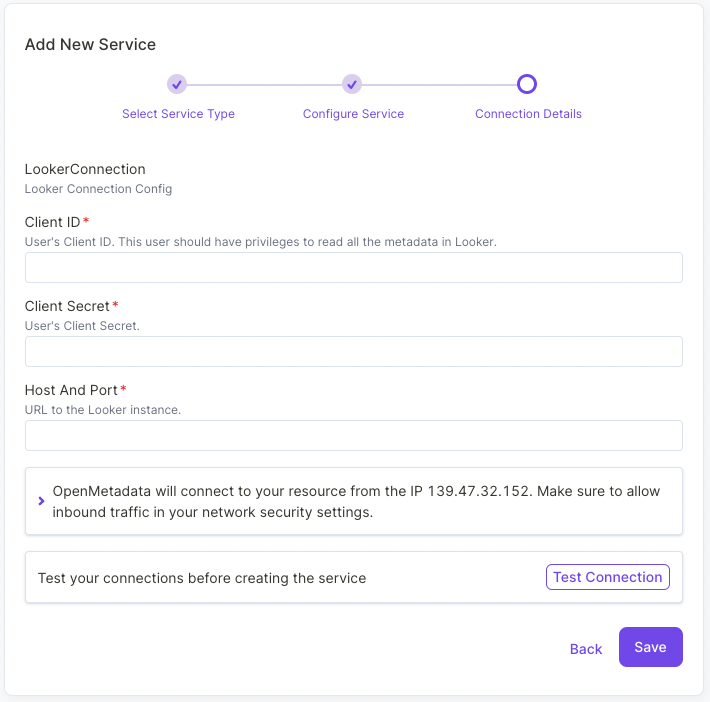 Add New Service
Select Service Type
Configure Service
Connection Details
LookerConnection
Looker Connection Config
Client ID*
User's Client ID. This user should have privileges to read all the metadata in Looker.
Client Secret*
User's Client Secret.
Host And Port*
URL to the Looker instance.
OpenMetadata will connect to your resource from the IP 139.47.32.152. Make sure to allow
inbound traffic in your network security settings.
Test your connections before creating the service
Test Connection
Back
Save